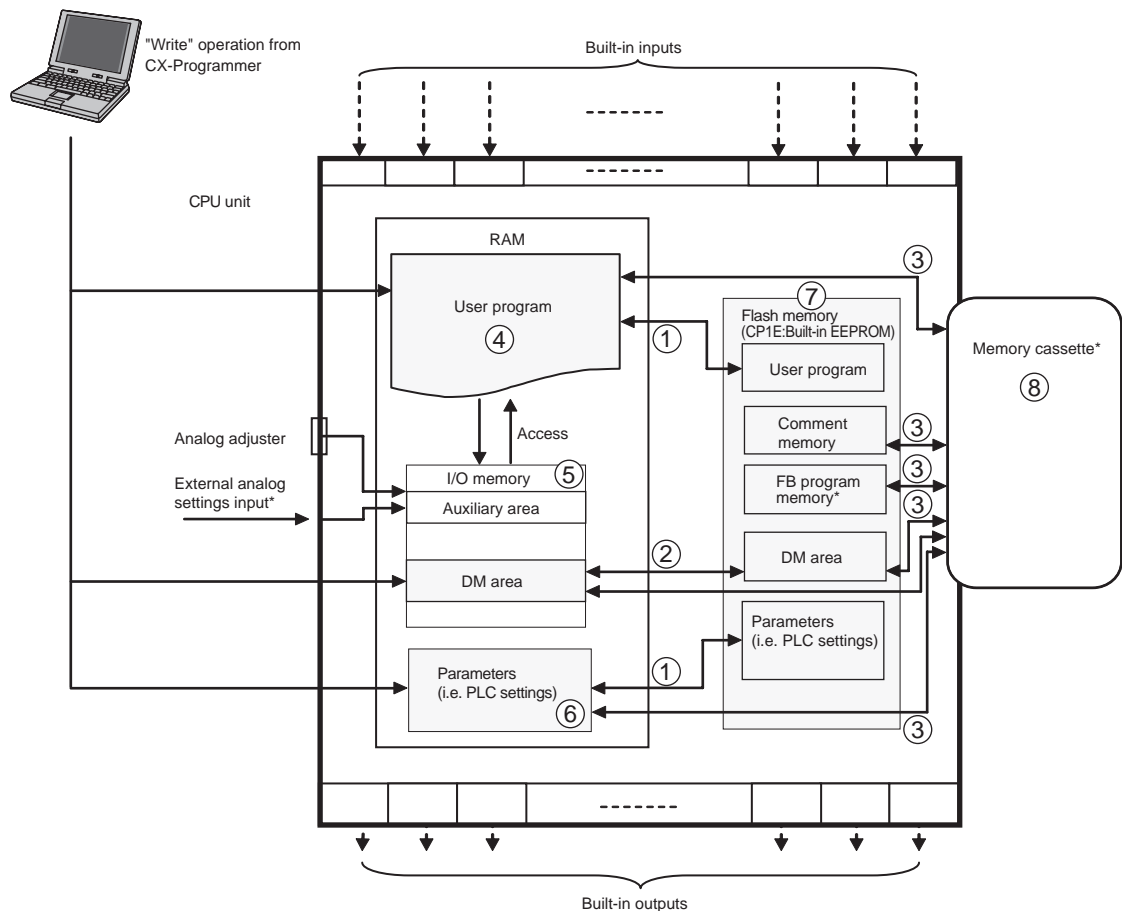 "Write" operation from
CX-Programmer
Built-in inputs
CPU unit
RAM
User program
④
③
⑦
Flash memory
(CP1E:Built-in EEPROM)
①
User program
Memory cassette*
⑧
Access
Comment
memory
③
Analog adjuster
I/O memory
⑤
FB program
memory*
③
External analog
settings input*
Auxiliary area
③
②
DM area
DM area
Parameters
(i.e. PLC settings)
①
Parameters
(i.e. PLC settings)
⑥
③
Built-in outputs